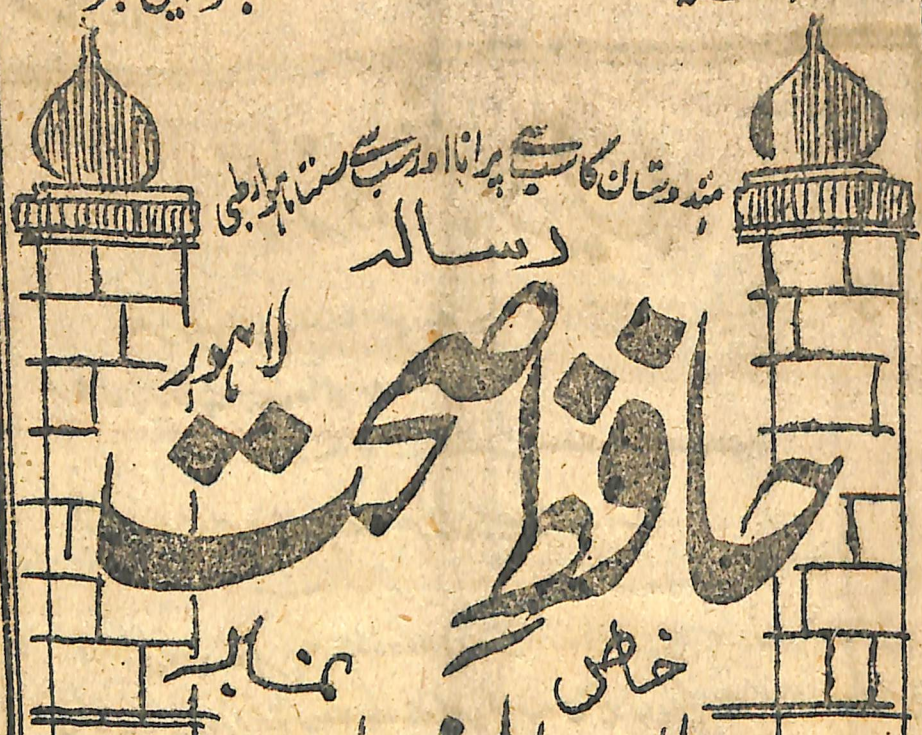 ہندوستان کا سب سے پرانا اور سب سے سستا ماہوار طبی
رسالہ
حافظِ صحت
لاہور
خاص نمبر